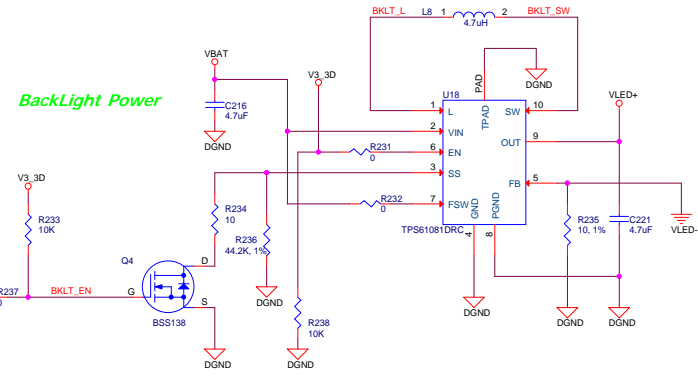 BKLT_L
L8
1
2
BKLT_SW
4.7uH
VBAT
V3_3D
PAD
DGND
U18
VLED+
BackLight Power
C216
4.7uF
TPAD
1
L
SW
10
DGND
2
VIN
OUT
9
R231
0
6
EN
3
SS
FB
5
V3_3D
R232
0
7
FSW
GND
PGND
R234
10
R233
10K
R236
44.2K, 1%
TPS61081DRC
4
8
R235
10, 1%
C221
4.7uF
VLED-
Q4
D
R237
0
BKLT_EN
G
S
DGND
DGND
BSS138
R238
10K
DGND
DGND
DGND
DGND